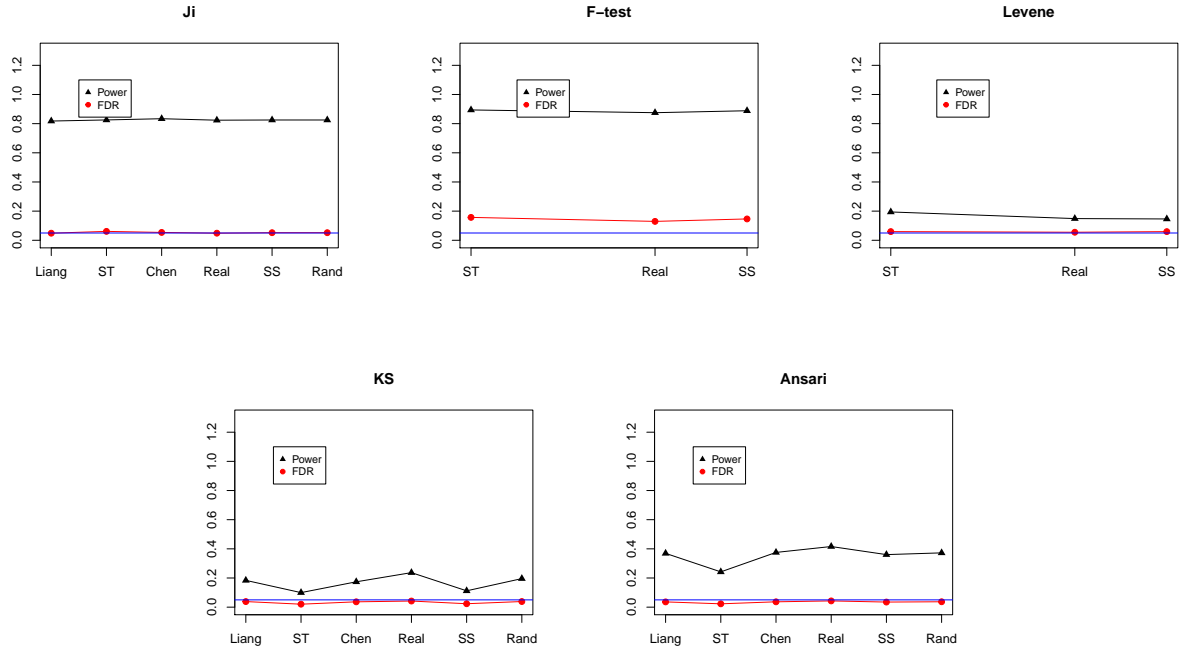 Ji
1.2
1.0
0.8
0.6
0.4
0.2
0.0
Power
FDR
Liang ST Chen Real SS Rand
F−test
1.2
1.0
0.8
0.6
0.4
0.2
0.0
Power
FDR
ST Real SS
Levene
1.2
1.0
0.8
0.6
0.4
0.2
0.0
Power
FDR
ST Real SS
KS
1.2
1.0
0.8
0.6
0.4
0.2
0.0
Power
FDR
Liang ST Chen Real SS Rand
Ansari
1.2
1.0
0.8
0.6
0.4
0.2
0.0
Power
FDR
Liang ST Chen Real SS Rand